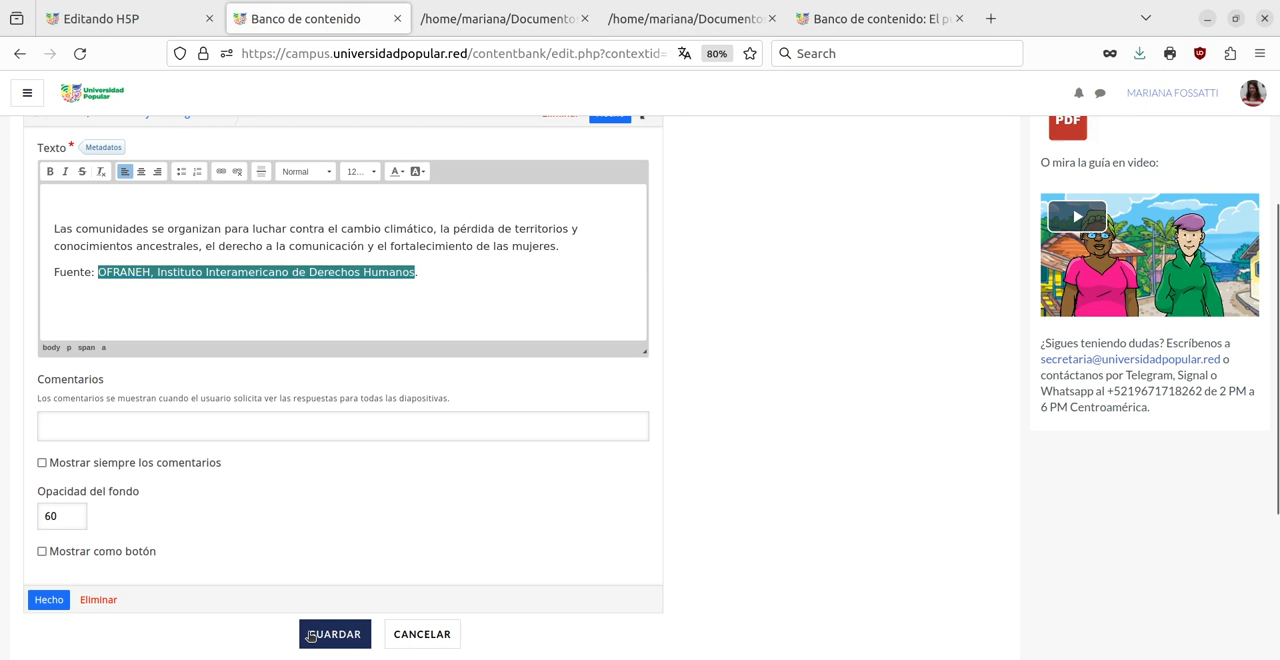 Editando H5P
Banco de contenido
/home/mariana/Documento
/home/mariana/Documento
Banco de contenido: El p
https://campus.universidadpopular.red/contentbank/edit.php?contextid=
80%
Search
Universidad
Popular
MARIANA FOSSATTI
PDF
Texto *
Metadatos
B I S Tx
Normal
12...
A
A
Las comunidades se organizan para luchar contra el cambio climático, la pérdida de territorios y
conocimientos ancestrales, el derecho a la comunicación y el fortalecimiento de las mujeres.
Fuente: OFRANEH, Instituto Interamericano de Derechos Humanos.
body p span a
Comentarios
Los comentarios se muestran cuando el usuario solicita ver las respuestas para todas las diapositivas.
Mostrar siempre los comentarios
Opacidad del fondo
60
Mostrar como botón
Hecho
Eliminar
GUARDAR
CANCELAR
O mira la guía en video:
¿Sigues teniendo dudas? Escríbenos a
secretaria@universidadpopular.red o
contáctanos por Telegram, Signal o
Whatsapp al +5219671718262 de 2 PM a
6 PM Centroamérica.